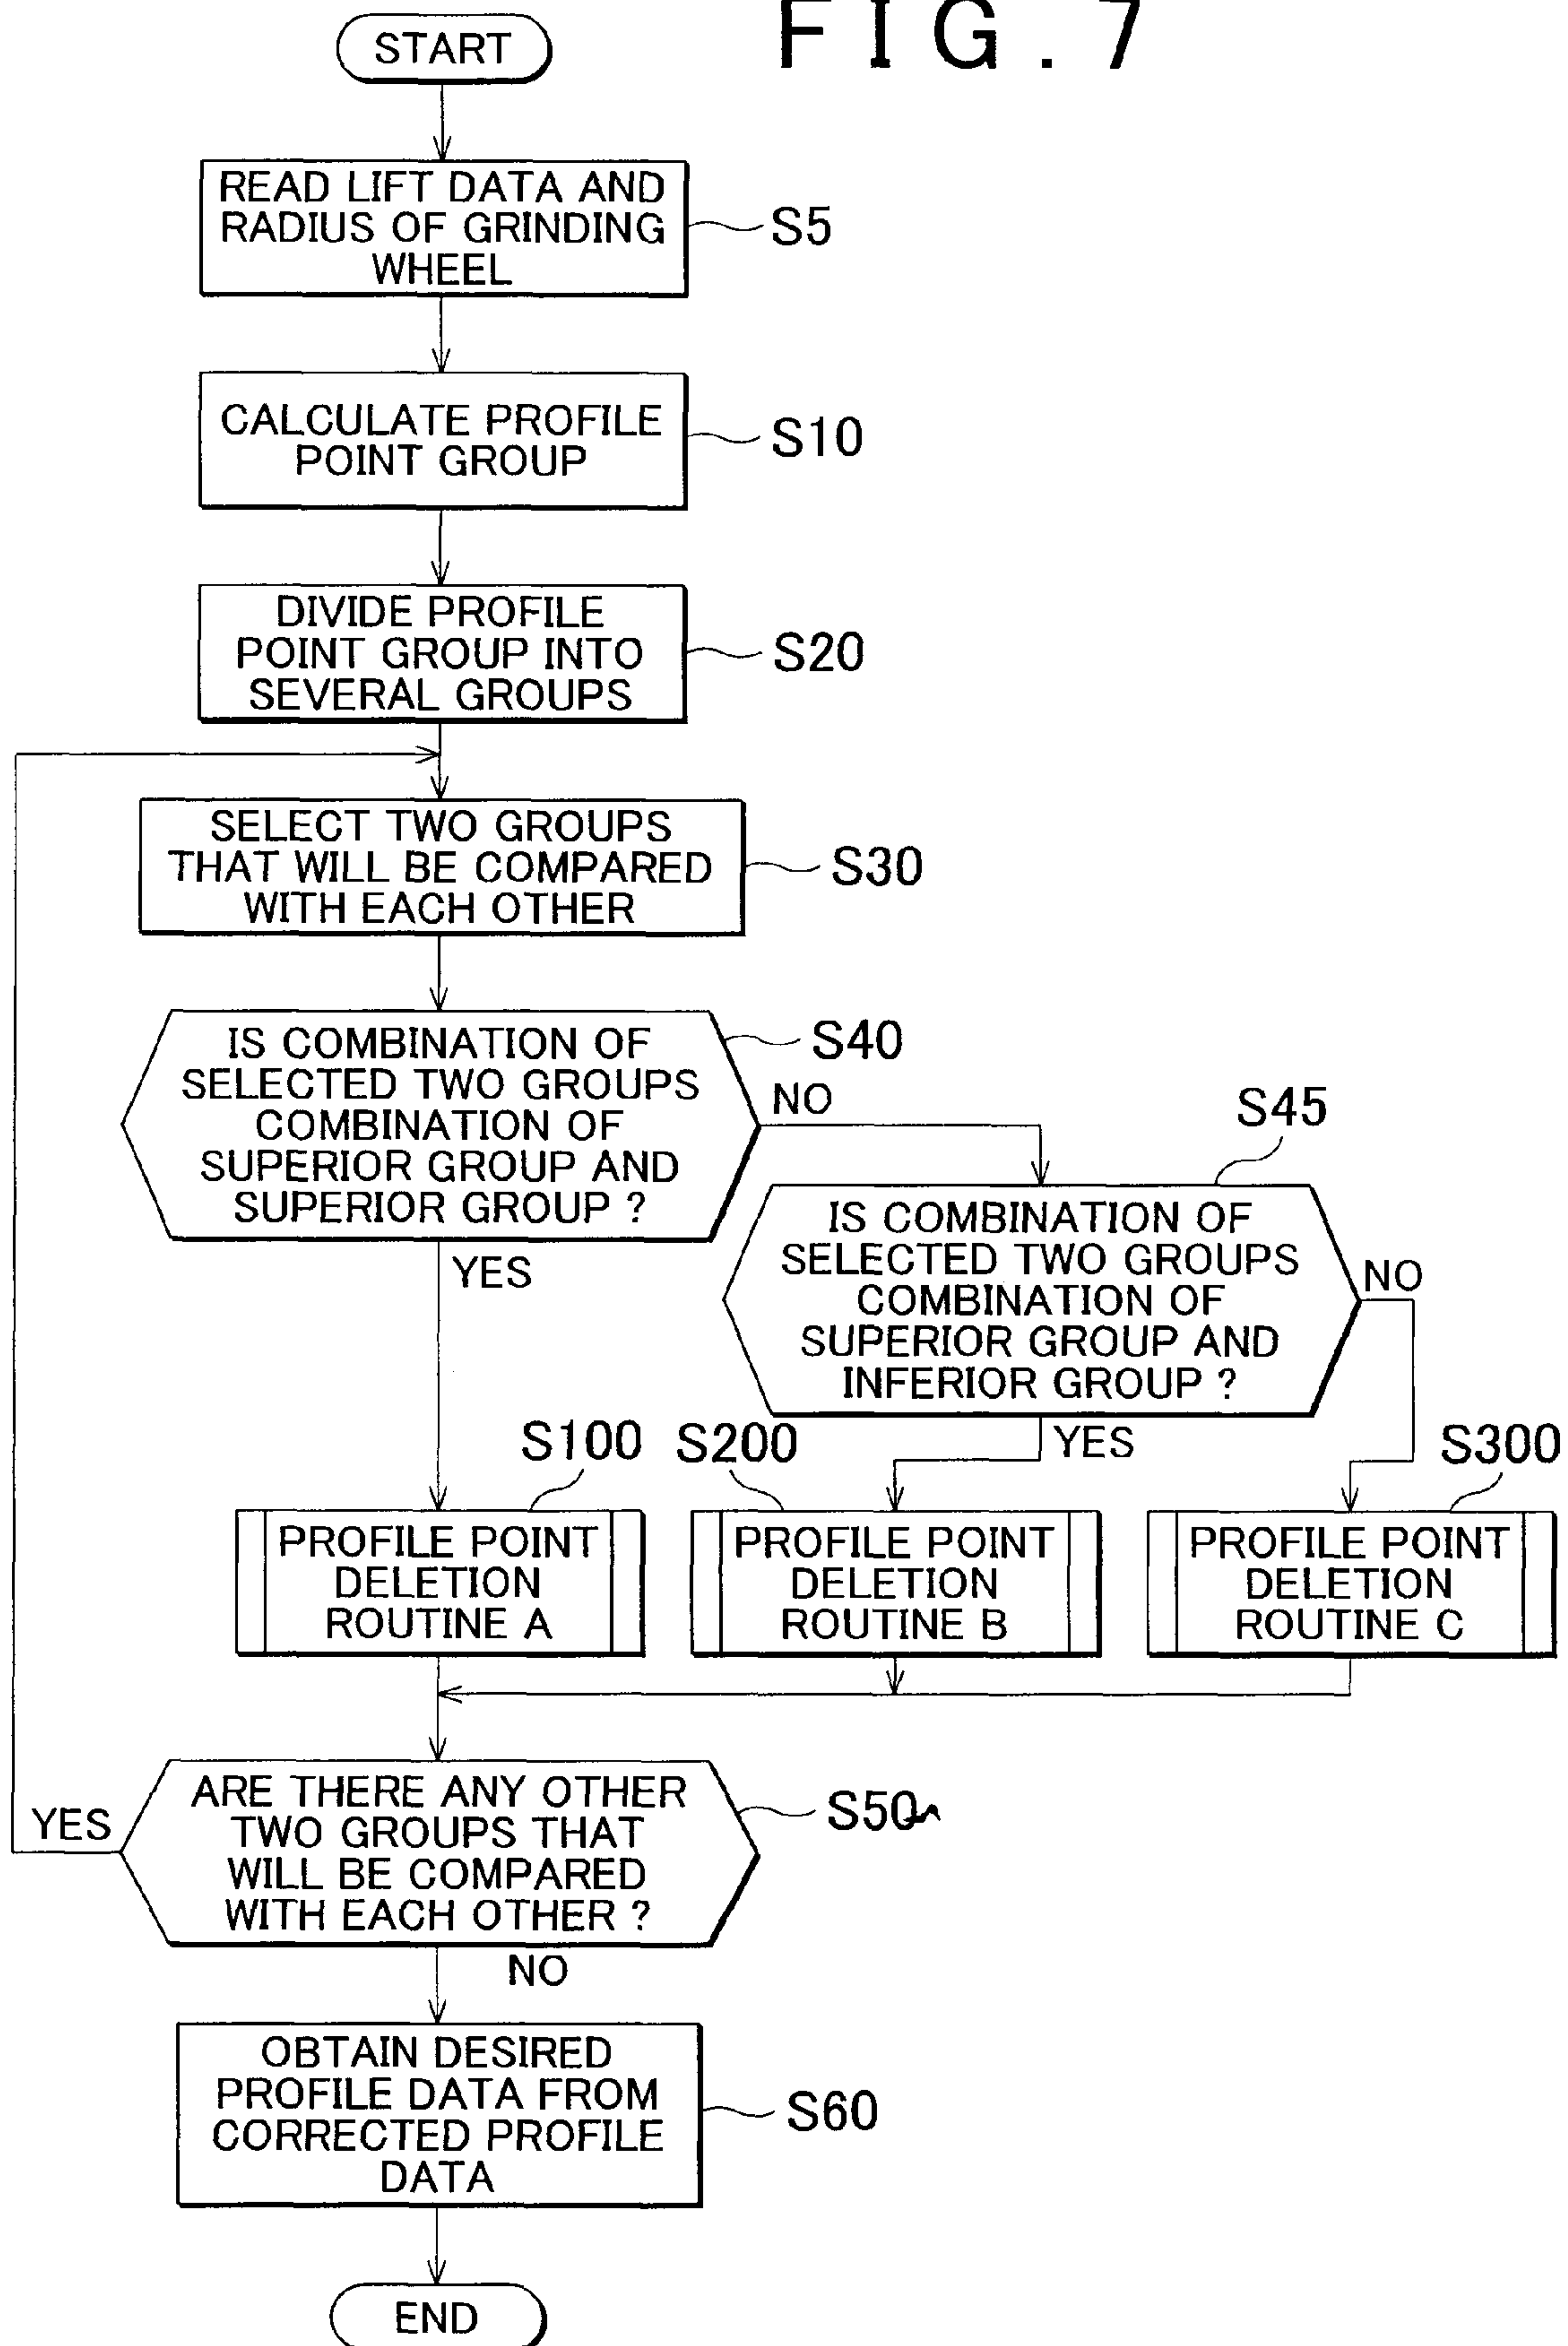 FIG. 7
START
READ LIFT DATA AND
RADIUS OF GRINDING
WHEEL
S5
CALCULATE PROFILE
POINT GROUP
S10
DIVIDE PROFILE
POINT GROUP INTO
SEVERAL GROUPS
S20
SELECT TWO GROUPS
THAT WILL BE COMPARED
WITH EACH OTHER
S30
IS COMBINATION OF
SELECTED TWO GROUPS
COMBINATION OF
SUPERIOR GROUP AND
SUPERIOR GROUP ?
S40
NO
YES
S45
IS COMBINATION OF
SELECTED TWO GROUPS
COMBINATION OF
SUPERIOR GROUP AND
INFERIOR GROUP ?
NO
YES
S100
PROFILE POINT
DELETION
ROUTINE A
S200
PROFILE POINT
DELETION
ROUTINE B
S300
PROFILE POINT
DELETION
ROUTINE C
ARE THERE ANY OTHER
TWO GROUPS THAT
WILL BE COMPARED
WITH EACH OTHER ?
S50
YES
NO
OBTAIN DESIRED
PROFILE DATA FROM
CORRECTED PROFILE
DATA
S60
END